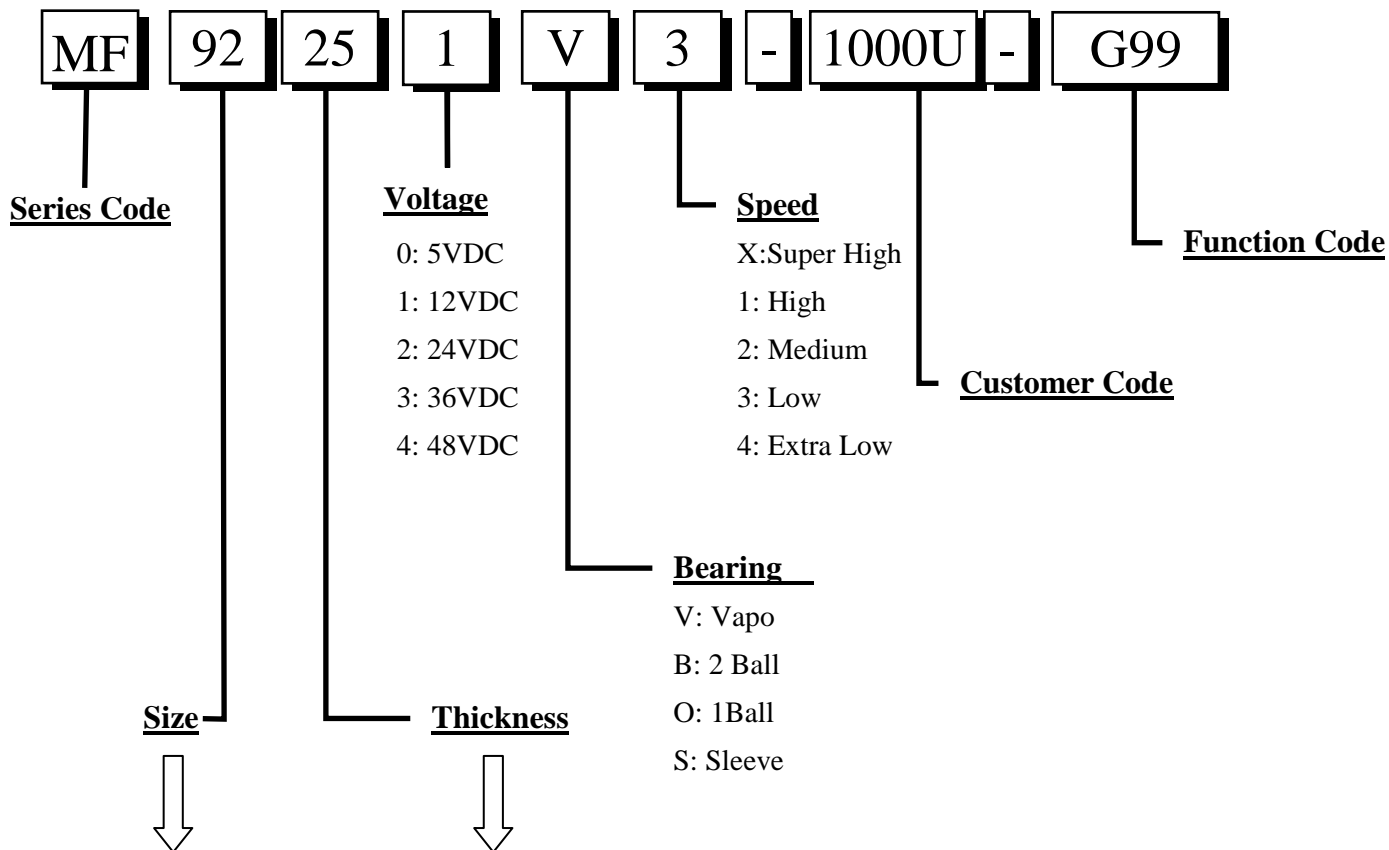 MF 92 25 1 V 3 - 1000U - G99
Series Code
Voltage
0: 5VDC
1: 12VDC
2: 24VDC
3: 36VDC
4: 48VDC
Speed
X:Super High
1: High
2: Medium
3: Low
4: Extra Low
Function Code
Customer Code
Bearing
V: Vapo
B: 2 Ball
O: 1Ball
S: Sleeve
Size
Thickness